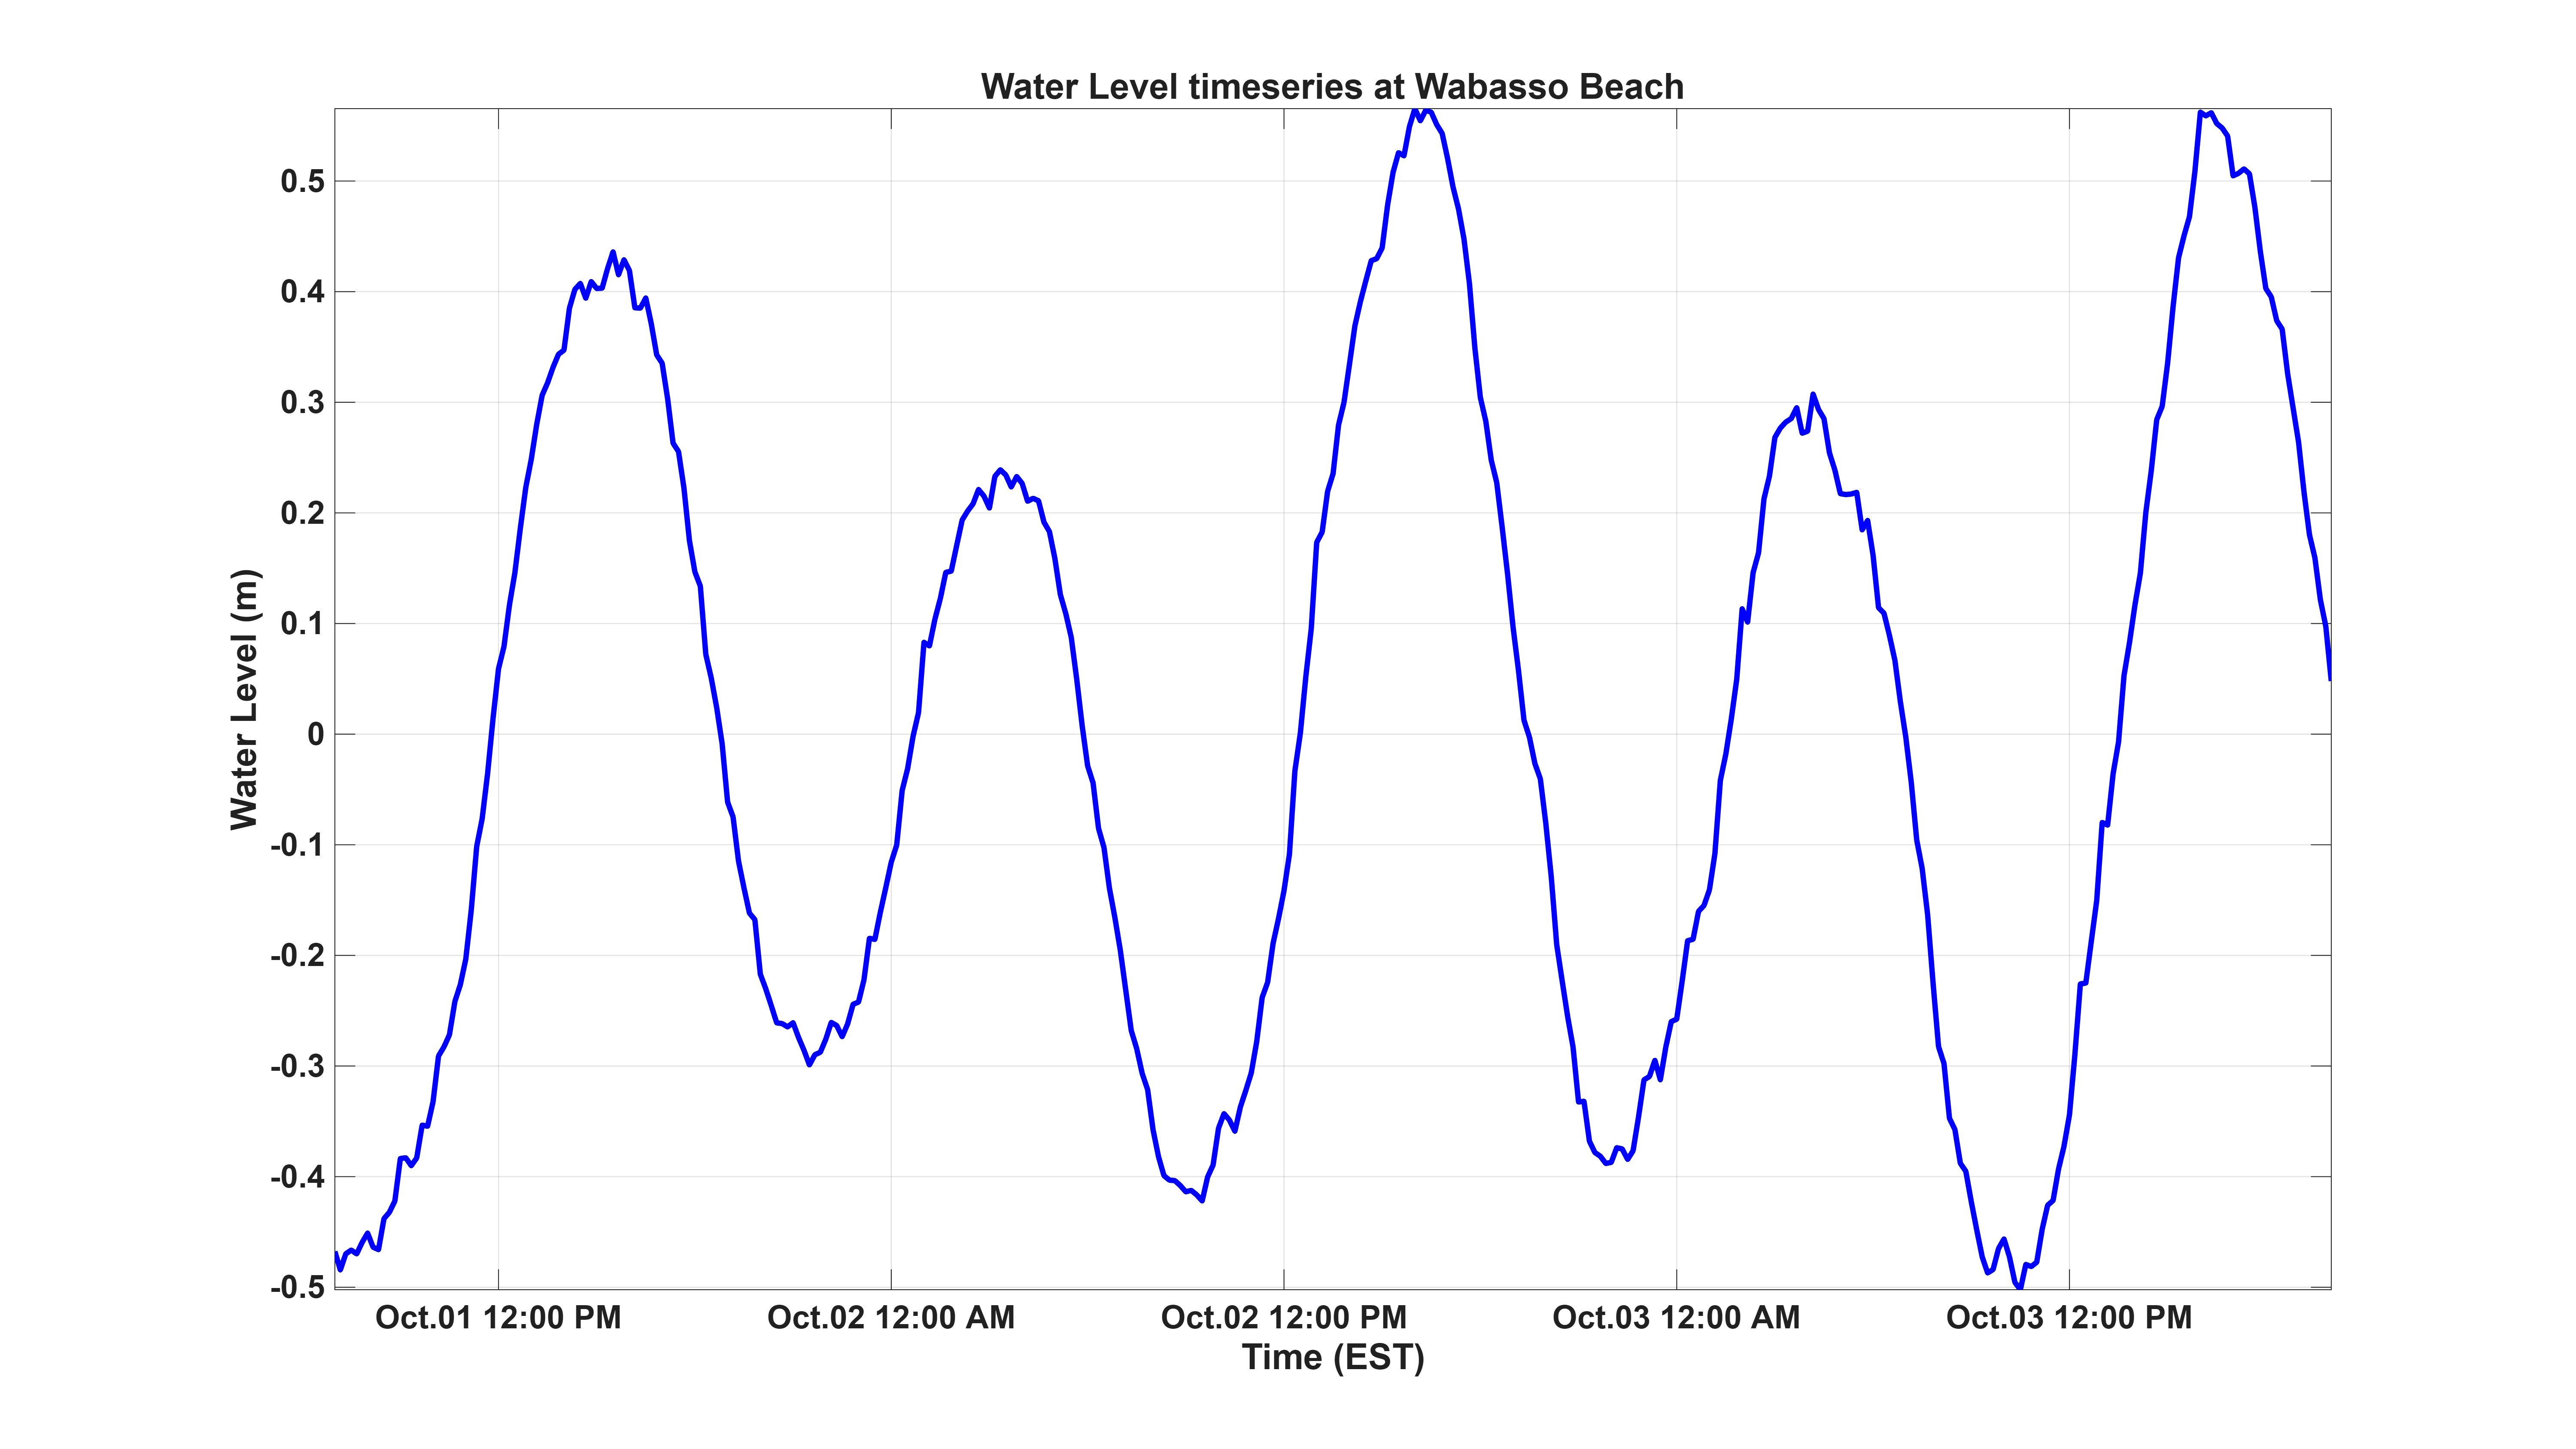 Water Level timeseries at Wabasso Beach
Water Level (m)
0.5
0.4
0.3
0.2
0.1
0
-0.1
-0.2
-0.3
-0.4
-0.5
Oct.01 12:00 PM
Oct.02 12:00 AM
Oct.02 12:00 PM
Oct.03 12:00 AM
Oct.03 12:00 PM
Time (EST)